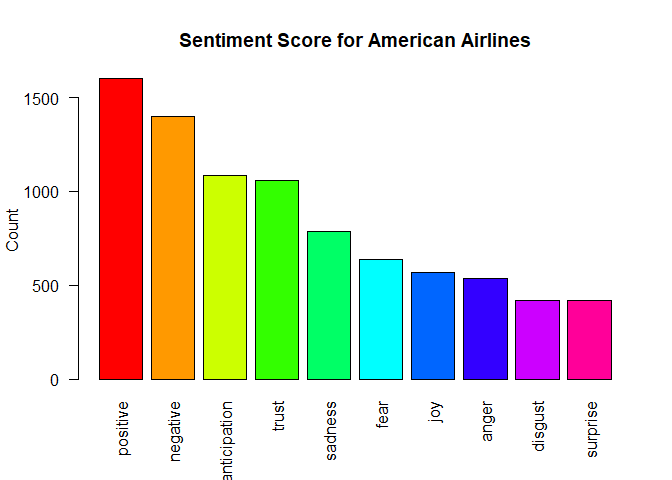 Sentiment Score for American Airlines
Count
1500
1000
500
0
positive
negative
anticipation
trust
sadness
fear
joy
anger
disgust
surprise